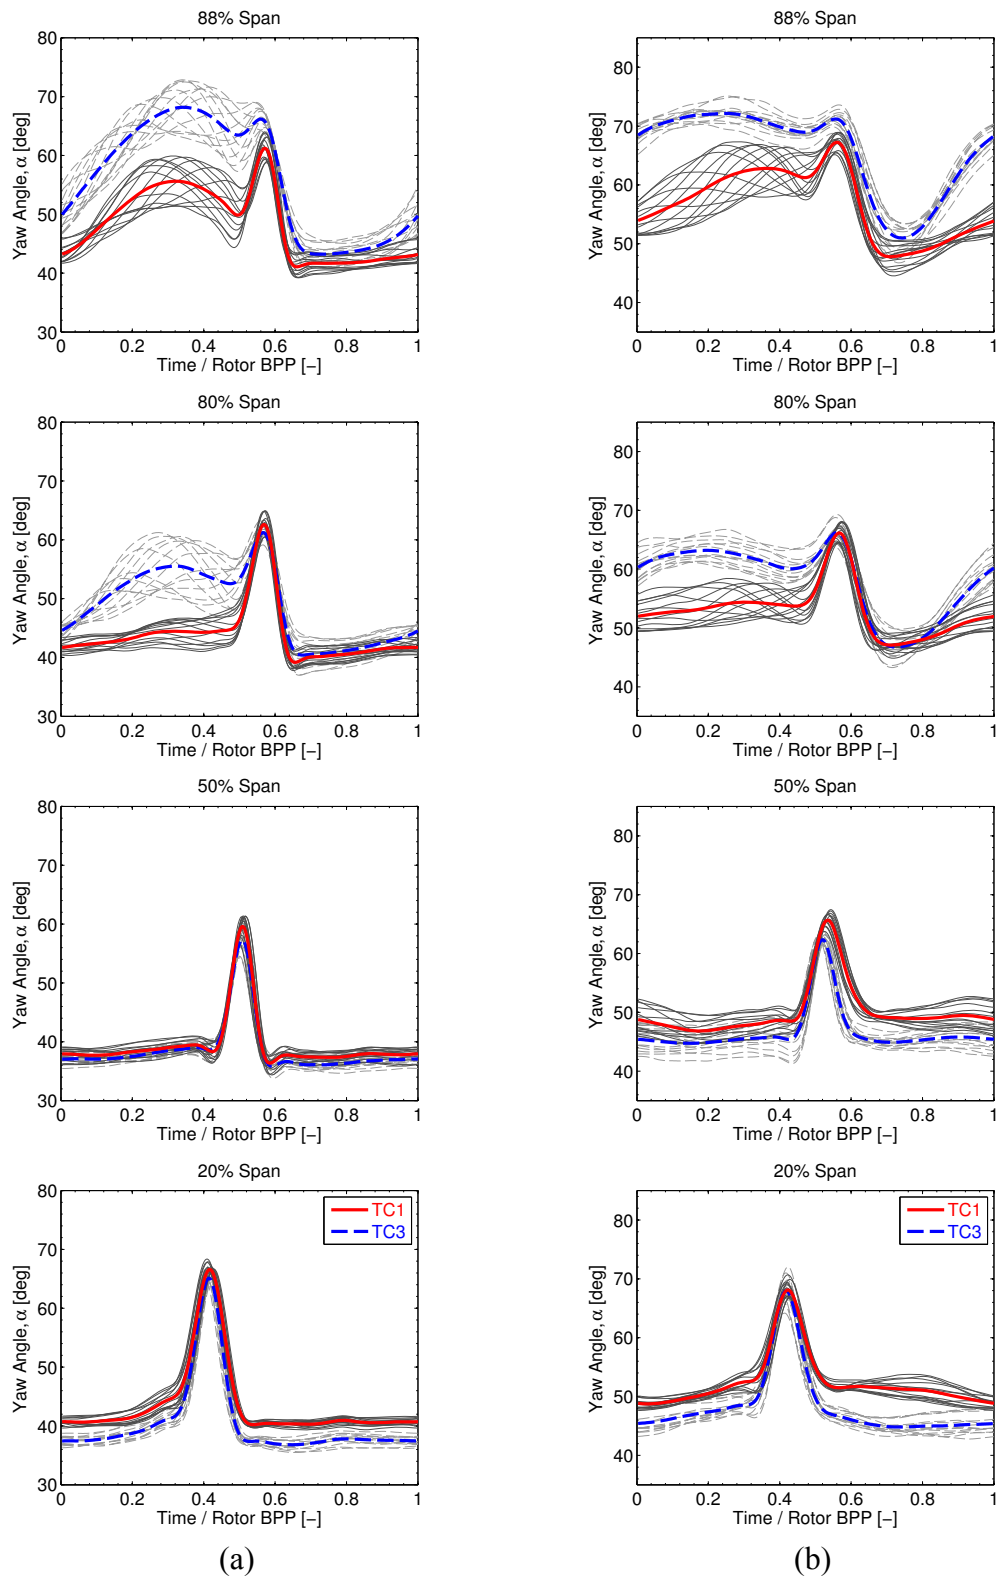 88% Span
80
70
60
50
40
30
Yaw Angle, α [deg]
0 0.2 0.4 0.6 0.8 1
Time / Rotor BPP [−]
88% Span
80
70
60
50
40
Yaw Angle, α [deg]
0 0.2 0.4 0.6 0.8 1
Time / Rotor BPP [−]
80% Span
80
70
60
50
40
30
Yaw Angle, α [deg]
0 0.2 0.4 0.6 0.8 1
Time / Rotor BPP [−]
80% Span
80
70
60
50
40
Yaw Angle, α [deg]
0 0.2 0.4 0.6 0.8 1
Time / Rotor BPP [−]
50% Span
80
70
60
50
40
30
Yaw Angle, α [deg]
0 0.2 0.4 0.6 0.8 1
Time / Rotor BPP [−]
50% Span
80
70
60
50
40
Yaw Angle, α [deg]
0 0.2 0.4 0.6 0.8 1
Time / Rotor BPP [−]
20% Span
TC1
TC3
80
70
60
50
40
30
Yaw Angle, α [deg]
0 0.2 0.4 0.6 0.8 1
Time / Rotor BPP [−]
20% Span
TC1
TC3
80
70
60
50
40
Yaw Angle, α [deg]
0 0.2 0.4 0.6 0.8 1
Time / Rotor BPP [−]
(a)
(b)